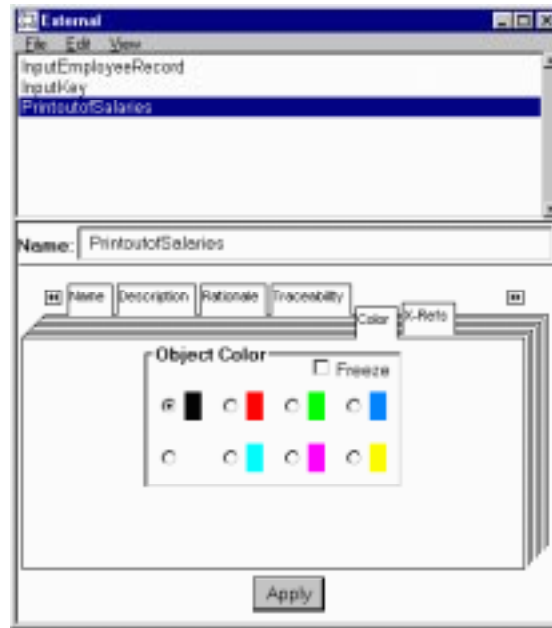 External
File Edit View
InputEmployeeRecord
InputKey
PrintoutofSalaries
Name: PrintoutofSalaries
Name Description Rationale Traceability
Color X-Refs
Object Color
Freeze
Apply